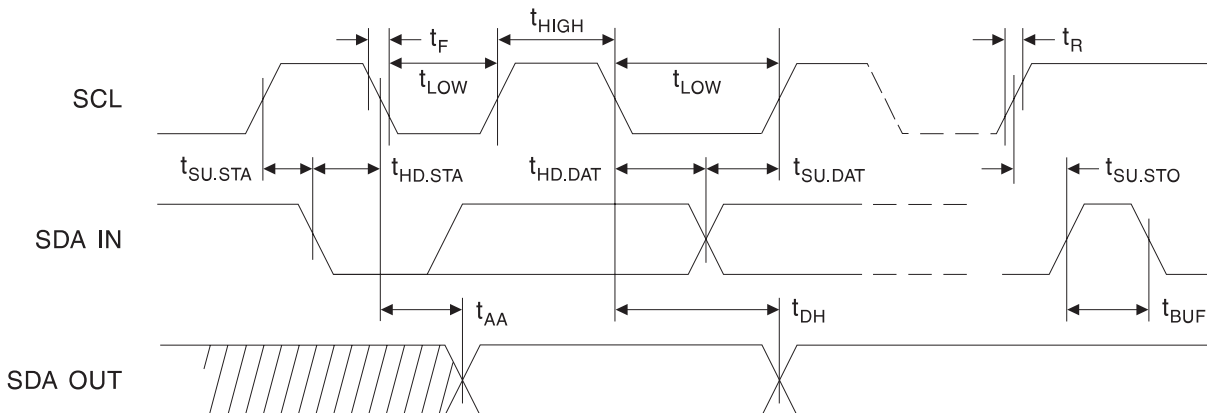 tHIGH
tF
tR
tLOW
tLOW
SCL
tSU.STA
tHD.STA
tHD.DAT
tSU.DAT
tSU.STO
SDA IN
tAA
tDH
tBUF
SDA OUT